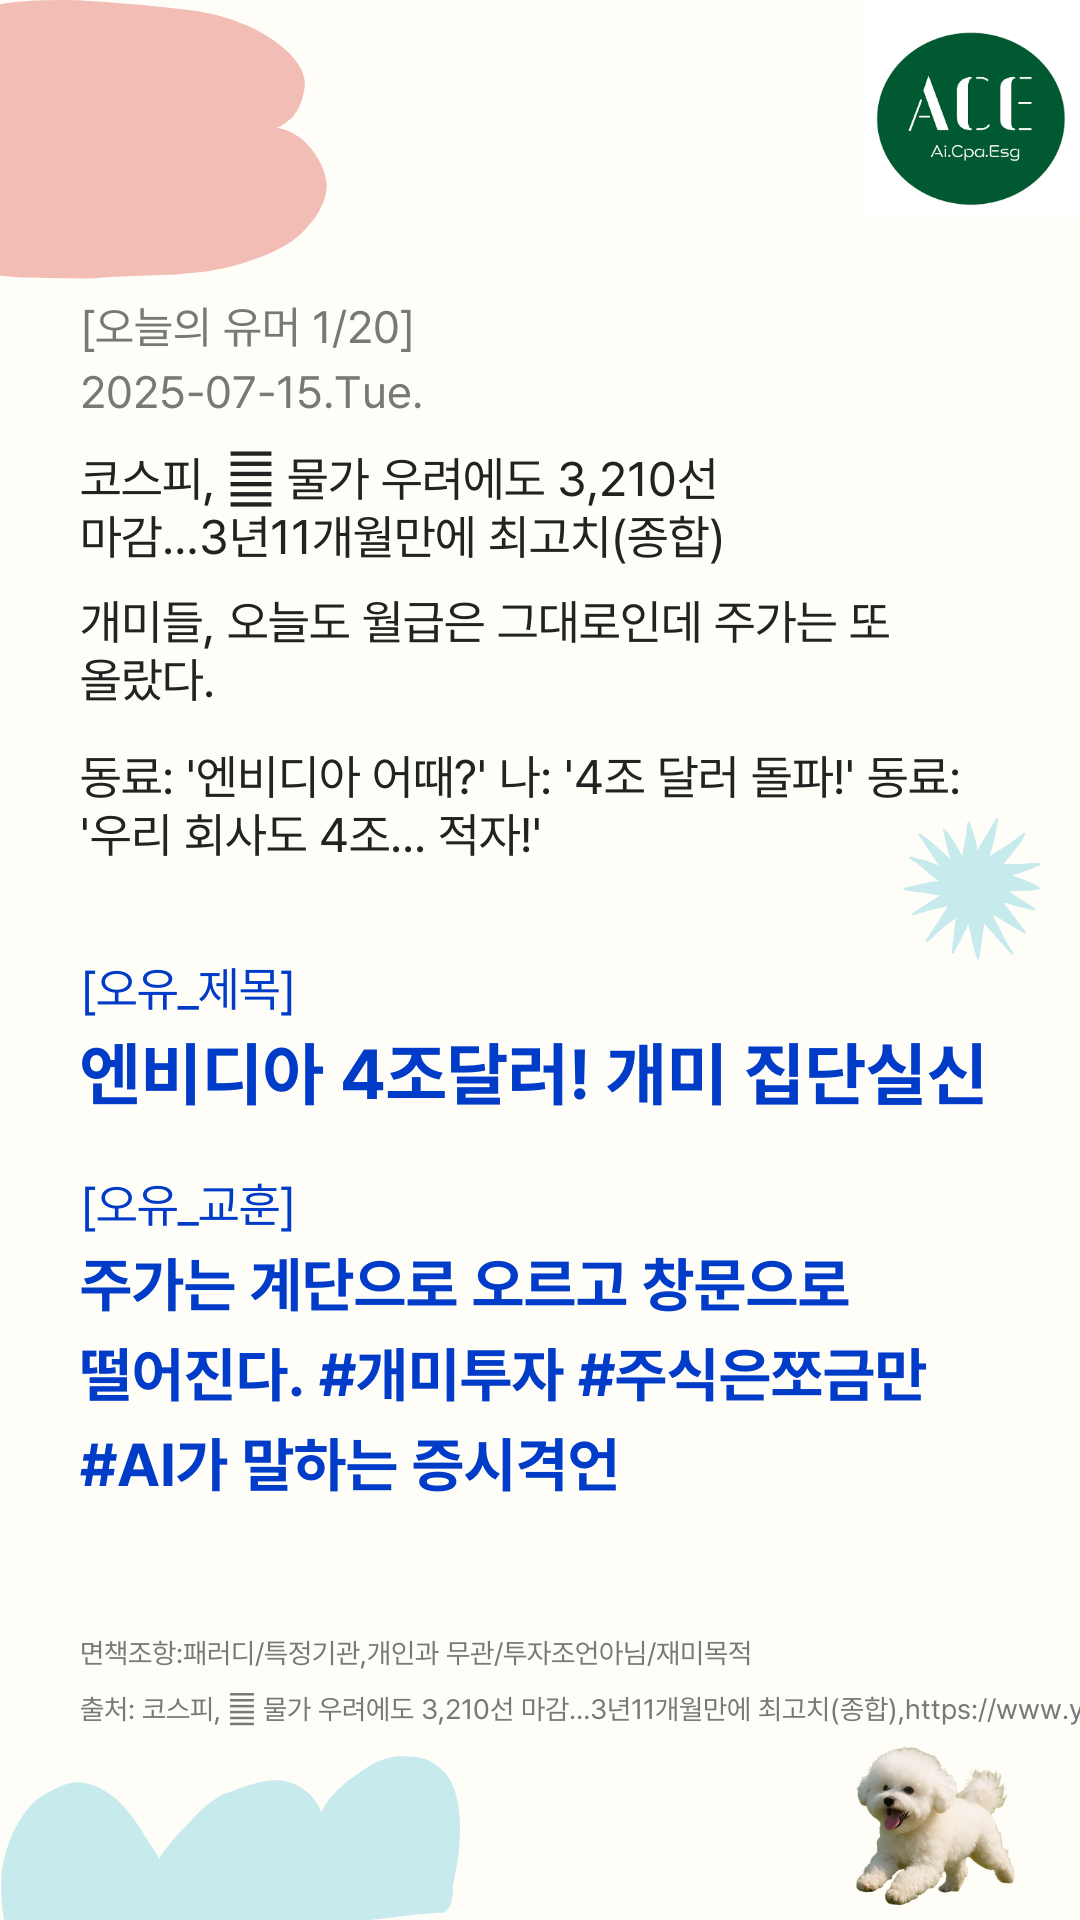 ACE
Ai.Cpa.Esg
[오늘의 유머 1/20]
2025-07-15.Tue.
코스피, 물가 우려에도 3,210선
마감...3년11개월만에 최고치(종합)
개미들, 오늘도 월급은 그대로인데 주가는 또
올랐다.
동료: '엔비디아 어때?' 나: '4조 달러 돌파!' 동료:
'우리 회사도 4조... 적자!'
[오유_제목]
엔비디아 4조달러! 개미 집단실신
[오유_교훈]
주가는 계단으로 오르고 창문으로
떨어진다. #개미투자 #주식은쪼금만
#AI가 말하는 증시격언
면책조항:패러디/특정기관,개인과 무관/투자조언아님/재미목적
출처: 코스피, 물가 우려에도 3,210선 마감...3년11개월만에 최고치(종합),https://www.y